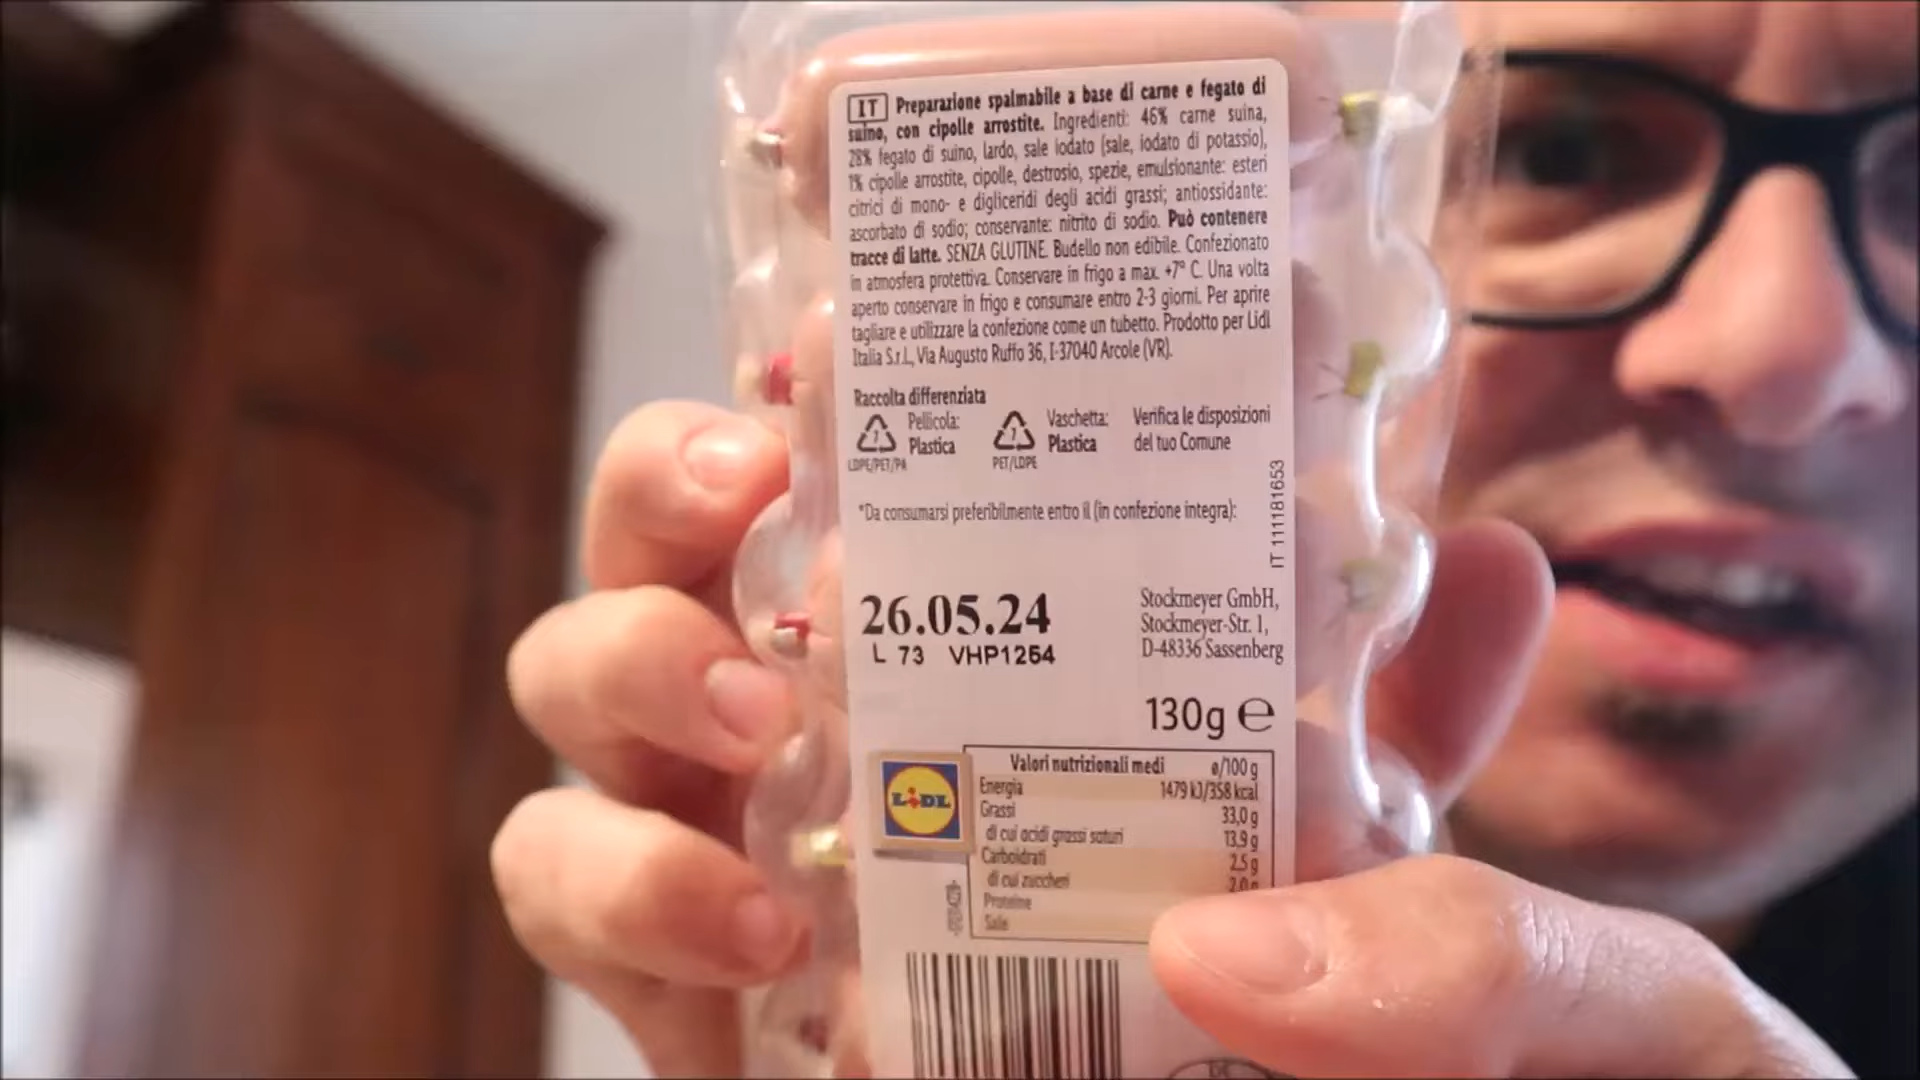 IT Preparazione spalmabile a base di carne e fegato di
suino, con cipolle arrostite. Ingredienti: 46% carne suina,
28% fegato di suino, lardo, sale iodato (sale, iodato di potassio),
1% cipolle arrostite, cipolle, destrosio, spezie, emulsionante: esteri
citrici di mono- e digliceridi degli acidi grassi; antiossidante:
ascorbato di sodio; conservante: nitrito di sodio. Può contenere
tracce di latte. SENZA GLUTINE. Budello non edibile. Confezionato
in atmosfera protettiva. Conservare in frigo a max. +7° C. Una volta
aperto conservare in frigo e consumare entro 2-3 giorni. Per aprire
tagliare e utilizzare la confezione come un tubetto. Prodotto per Lidl
Italia S.r.l., Via Augusto Ruffo 36, I-37040 Arcole (VR).
Raccolta differenziata
Pellicola:
Plastica
7
LDPE/PET/PA
Vaschetta:
Plastica
7
PET/LDPE
Verifica le disposizioni
del tuo Comune
IT 111181653
*Da consumarsi preferibilmente entro il (in confezione integra):
26.05.24
L 73 VHP1254
Stockmeyer GmbH,
Stockmeyer-Str. 1,
D-48336 Sassenberg
130g e
LIDL
Valori nutrizionali medi ø/100 g
Energia 1479 kJ/358 kcal
Grassi 33,0 g
di cui acidi grassi saturi 13,9 g
Carboidrati 2,5 g
di cui zuccheri 2,0 g
Proteine
Sale